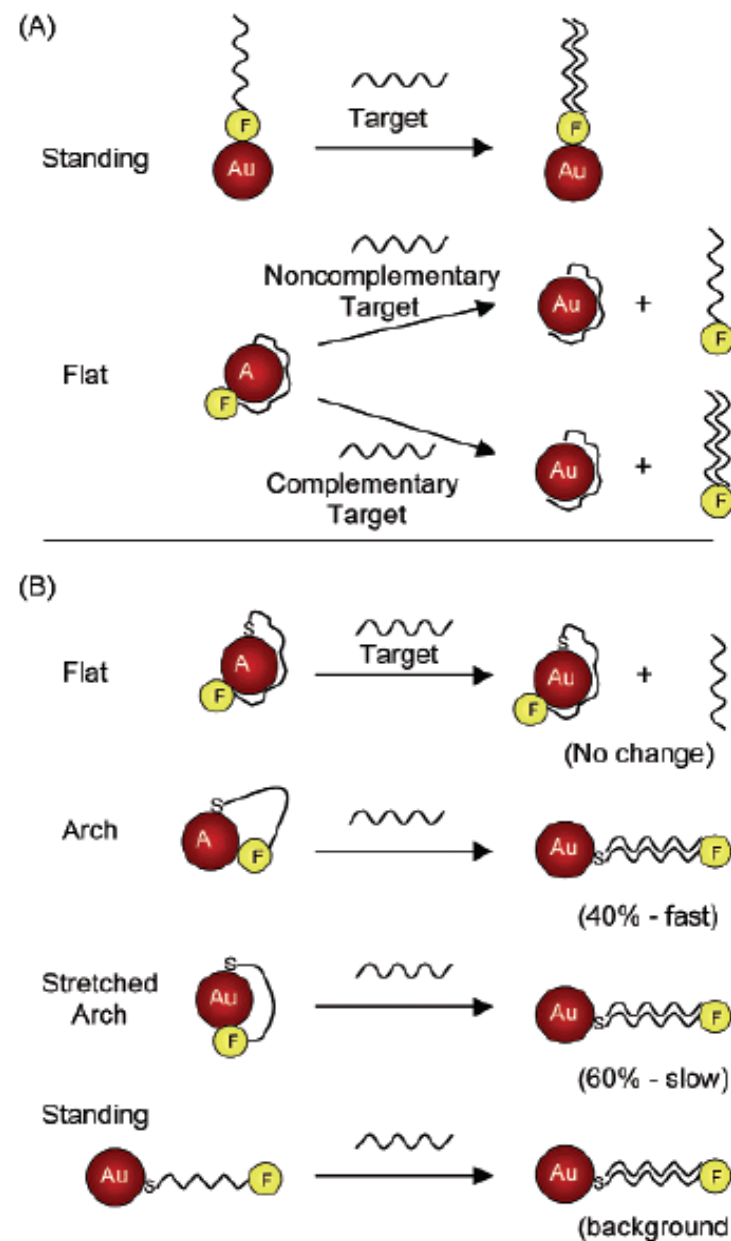 (A)
F
F
Target
Standing
Au
Au
Noncomplementary
Target
Au
+
F
Flat
A
F
Complementary
Target
Au
+
F
(B)
S
S
Flat
A
Target
Au
+
F
F
(No change)
Arch
S
A
F
Au
S
F
(40% - fast)
Stretched
Arch
S
Au
F
Au
S
F
(60% - slow)
Standing
Au
S
F
Au
S
F
(background